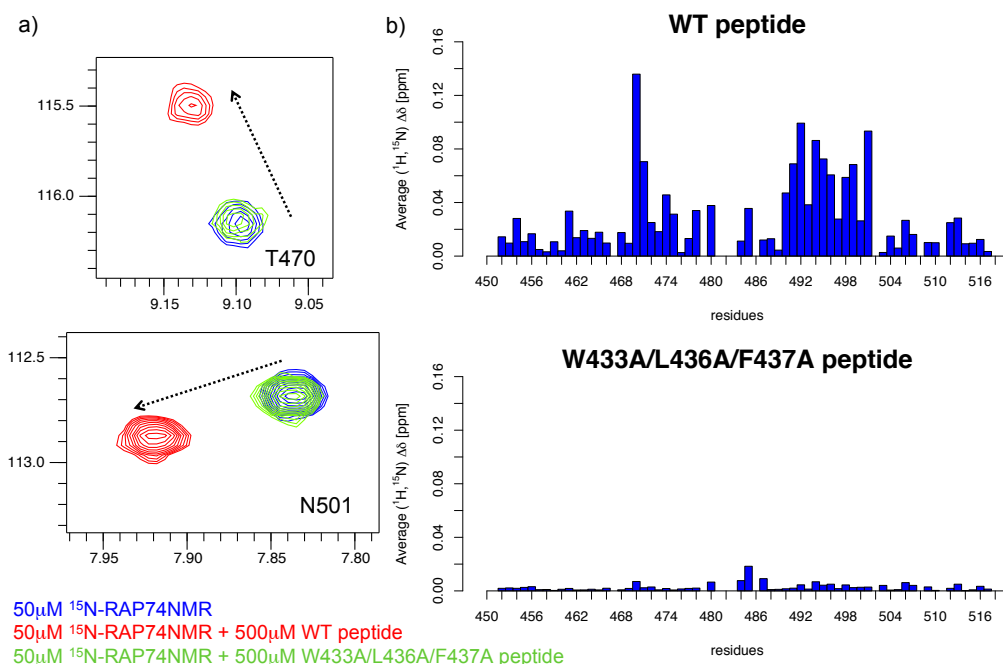 a)
115.5
116.0
T470
9.15 9.10 9.05
112.5
113.0
N501
7.95 7.90 7.85 7.80
50μM ¹⁵N-RAP74NMR
50μM ¹⁵N-RAP74NMR + 500μM WT peptide
50μM ¹⁵N-RAP74NMR + 500μM W433A/L436A/F437A peptide
b)
WT peptide
Average (¹H,¹⁵N) Δδ [ppm]
0.16
0.12
0.08
0.04
0.00
450 456 462 468 474 480 486 492 498 504 510 516
residues
W433A/L436A/F437A peptide
Average (¹H,¹⁵N) Δδ [ppm]
0.16
0.12
0.08
0.04
0.00
450 456 462 468 474 480 486 492 498 504 510 516
residues